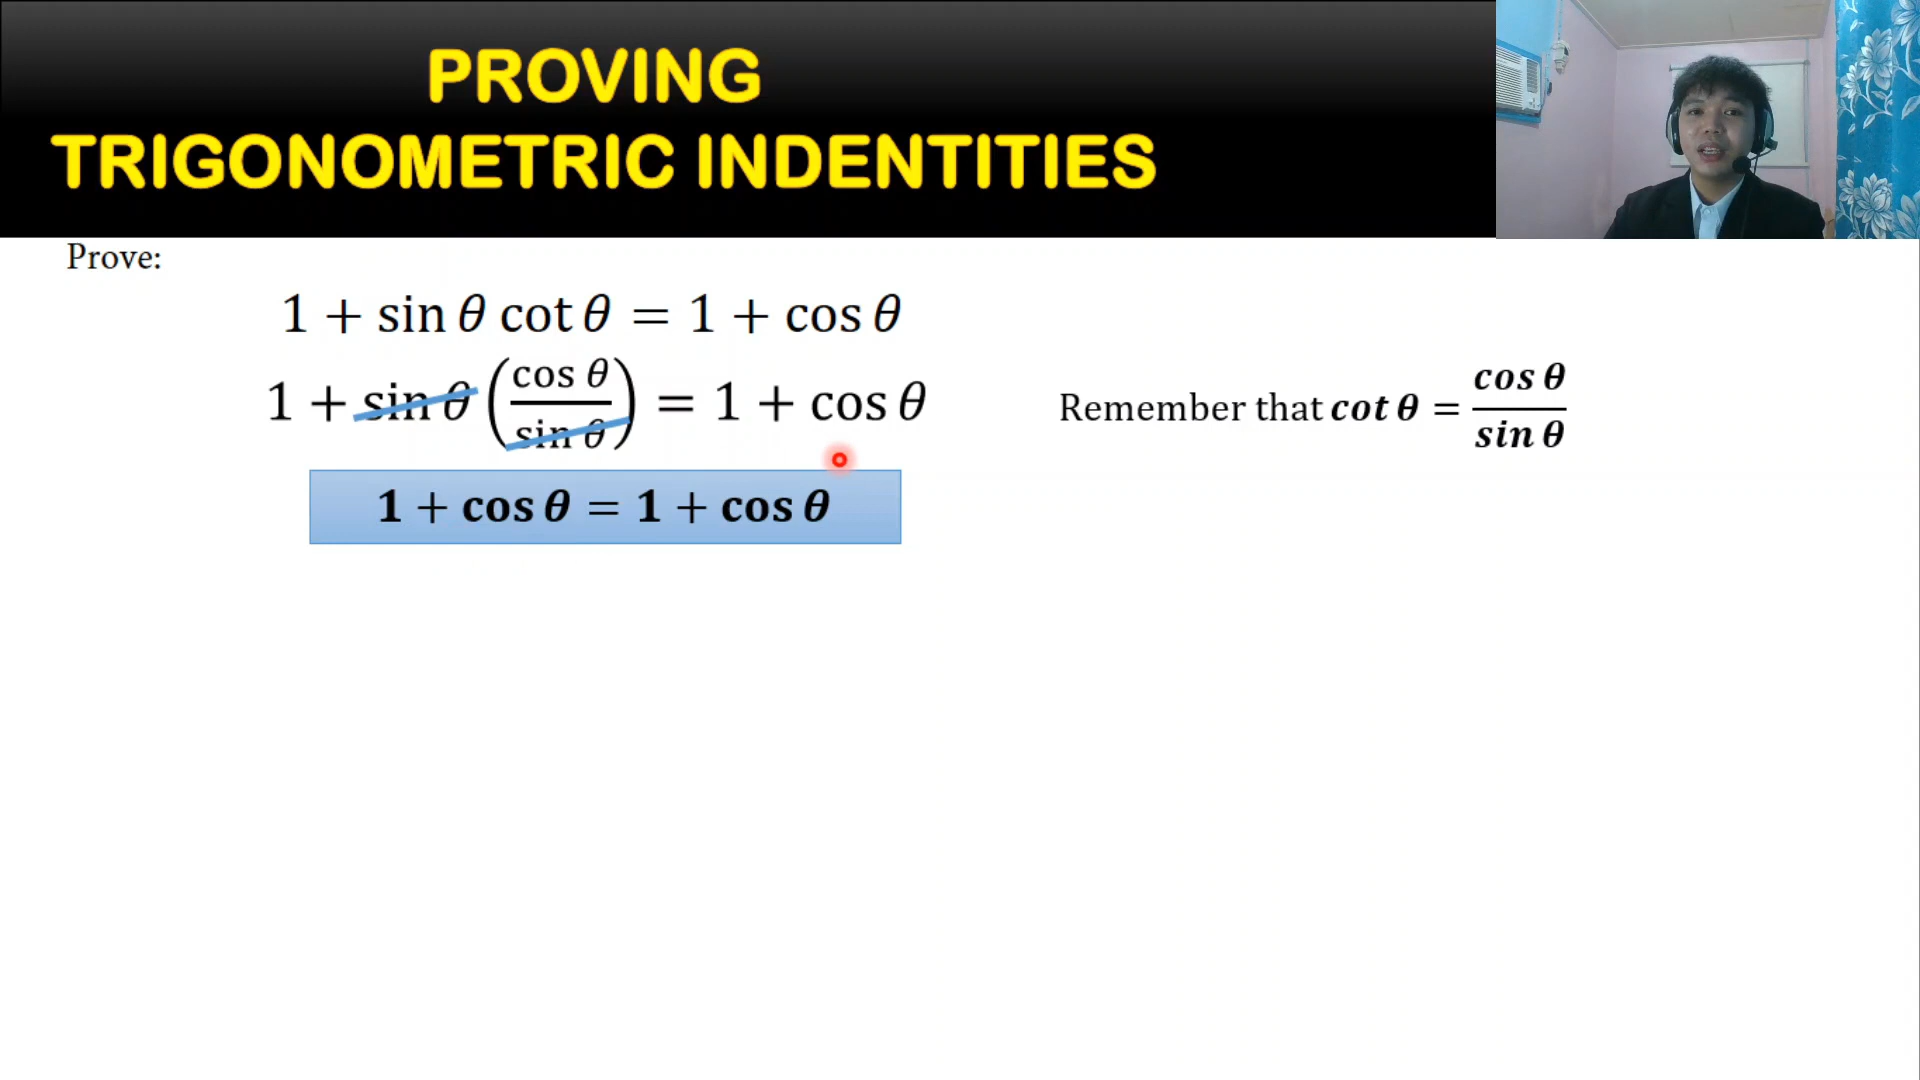 PROVING
TRIGONOMETRIC INDENTITIES
Prove:
1 + sin θ cot θ = 1 + cos θ
1 + sin θ (cos θ / sin θ) = 1 + cos θ
Remember that cot θ = cos θ / sin θ
1 + cos θ = 1 + cos θ